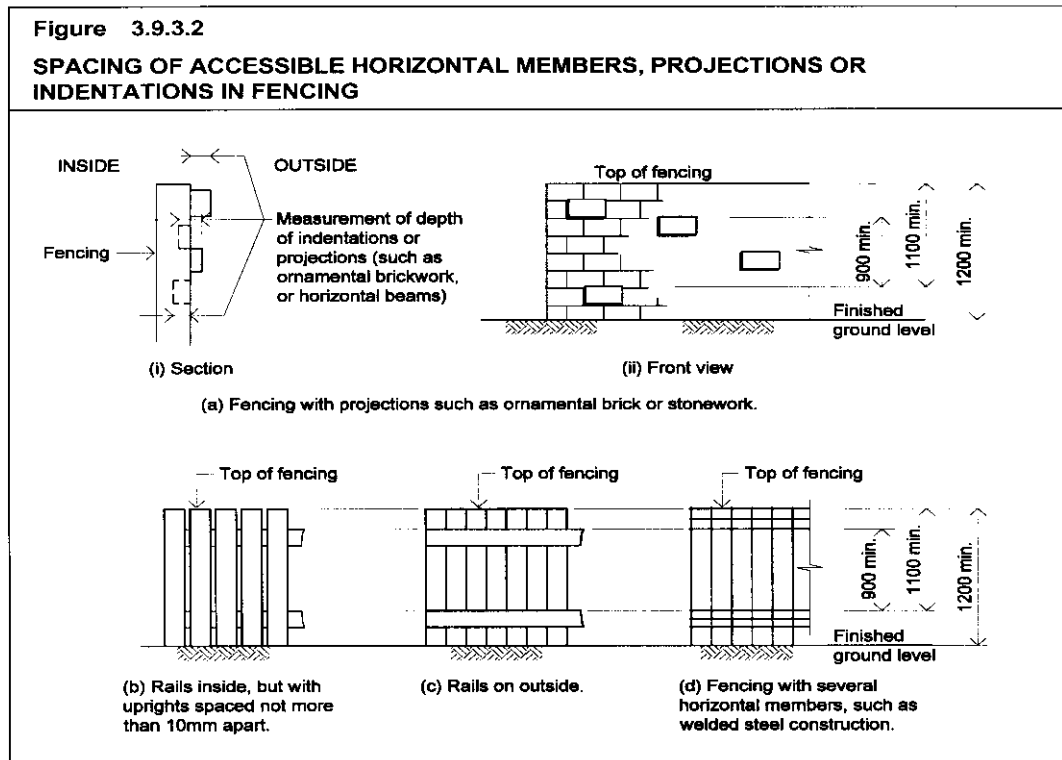 Figure 3.9.3.2
SPACING OF ACCESSIBLE HORIZONTAL MEMBERS, PROJECTIONS OR
INDENTATIONS IN FENCING
INSIDE
OUTSIDE
Fencing
Measurement of depth
of indentations or
projections (such as
ornamental brickwork,
or horizontal beams)
(i) Section
Top of fencing
900 min.
1100 min.
1200 min.
Finished
ground level
(ii) Front view
(a) Fencing with projections such as ornamental brick or stonework.
Top of fencing
Top of fencing
Top of fencing
900 min.
1100 min.
1200 min.
Finished
ground level
(b) Rails inside, but with
uprights spaced not more
than 10mm apart.
(c) Rails on outside.
(d) Fencing with several
horizontal members, such as
welded steel construction.